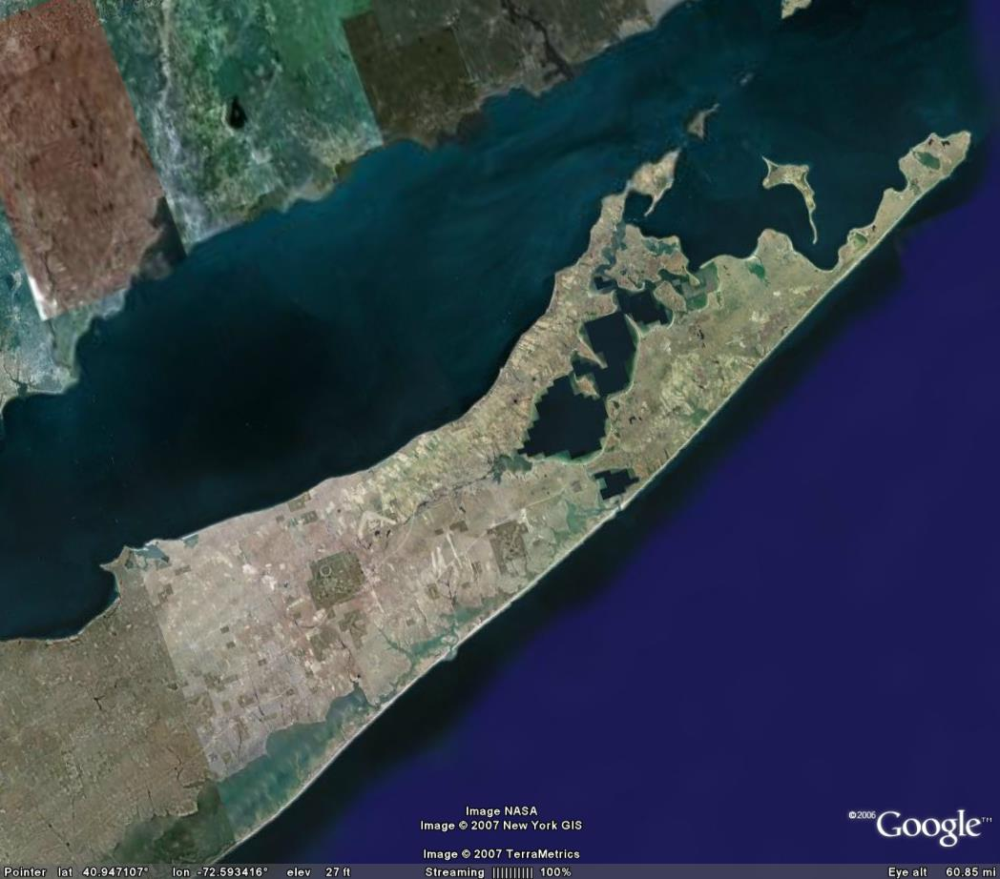 Image NASA
Image © 2007 New York GIS
Image © 2007 TerraMetrics
©2006 Google™
Pointer lat 40.947107° lon -72.593416° elev 27 ft Streaming |||||||||| 100% Eye alt 60.85 mi